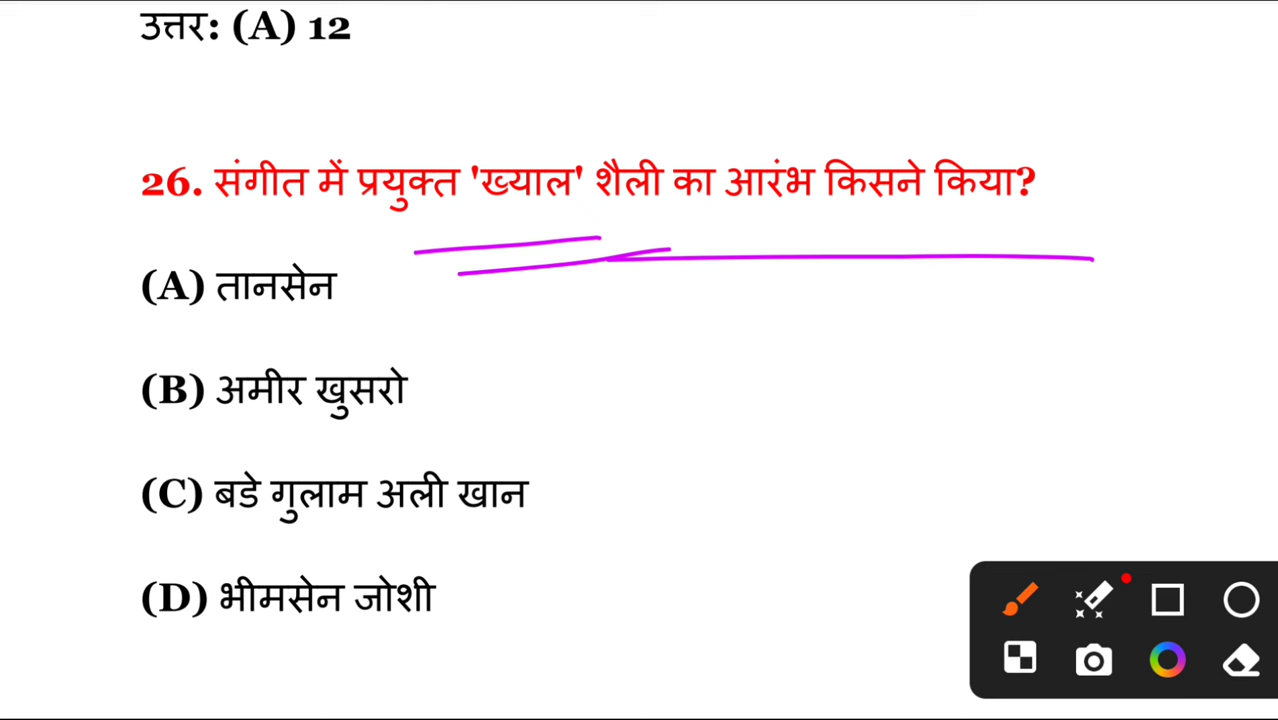 उत्तर: (A) 12
26. संगीत में प्रयुक्त 'ख्याल' शैली का आरंभ किसने किया?
(A) तानसेन
(B) अमीर खुसरो
(C) बडे गुलाम अली खान
(D) भीमसेन जोशी